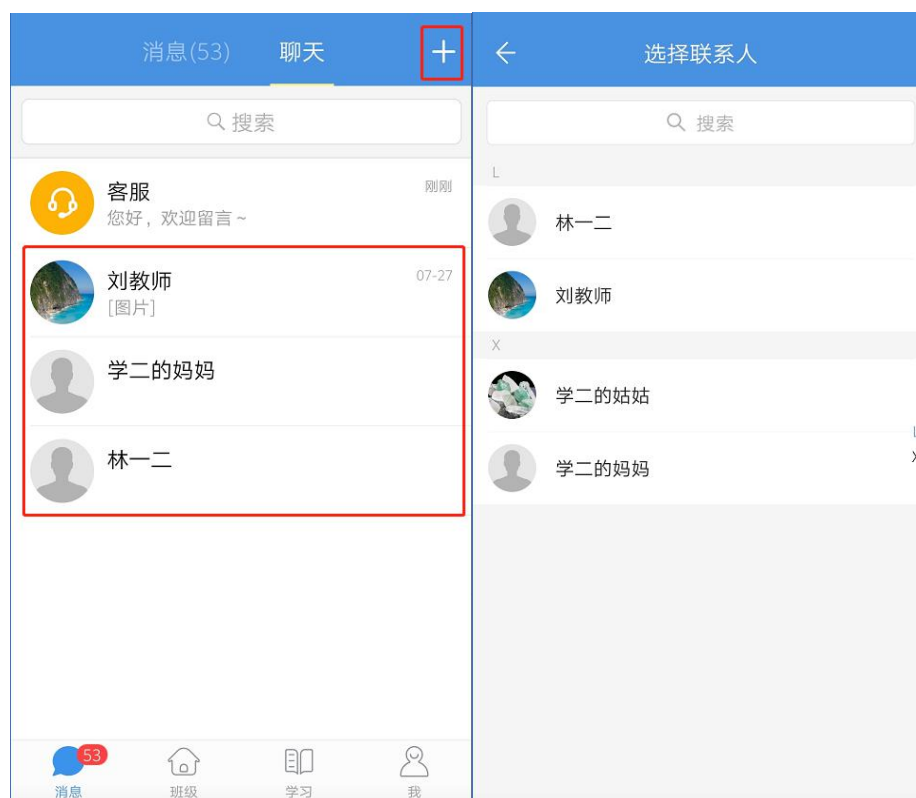 消息(53) 聊天
搜索
客服
刚刚
您好，欢迎留言~
刘教师
07-27
[图片]
学二的妈妈
林一二
53
消息 班级 学习 我
选择联系人
搜索
L
林一二
刘教师
X
学二的姑姑
学二的妈妈
L
X